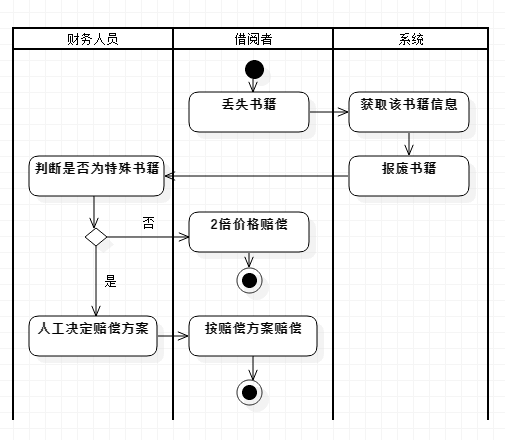 财务人员
借阅者
系统
丢失书籍
获取该书籍信息
判断是否为特殊书籍
报废书籍
否
2倍价格赔偿
是
人工决定赔偿方案
按赔偿方案赔偿